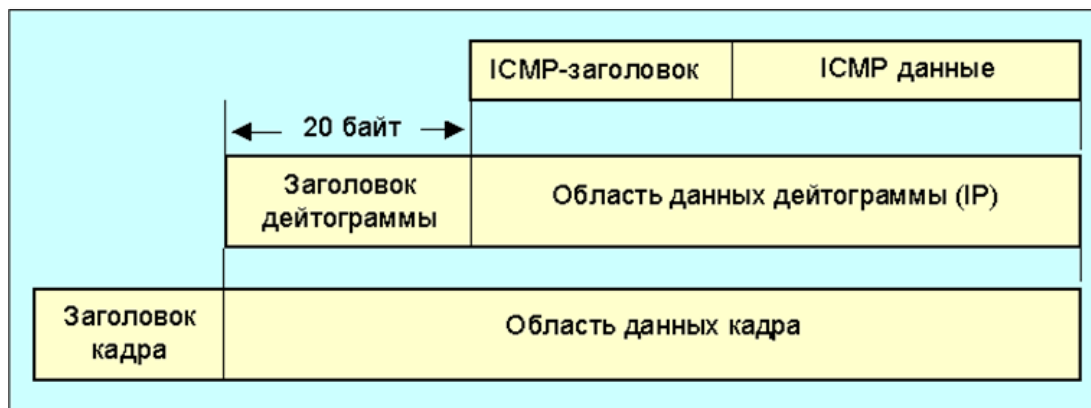 ICMP-заголовок
ICMP данные
20 байт
Заголовок
дейтограммы
Область данных дейтограммы (IP)
Заголовок
кадра
Область данных кадра